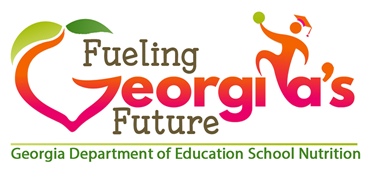 Fueling
Georgia's
Future
Georgia Department of Education School Nutrition